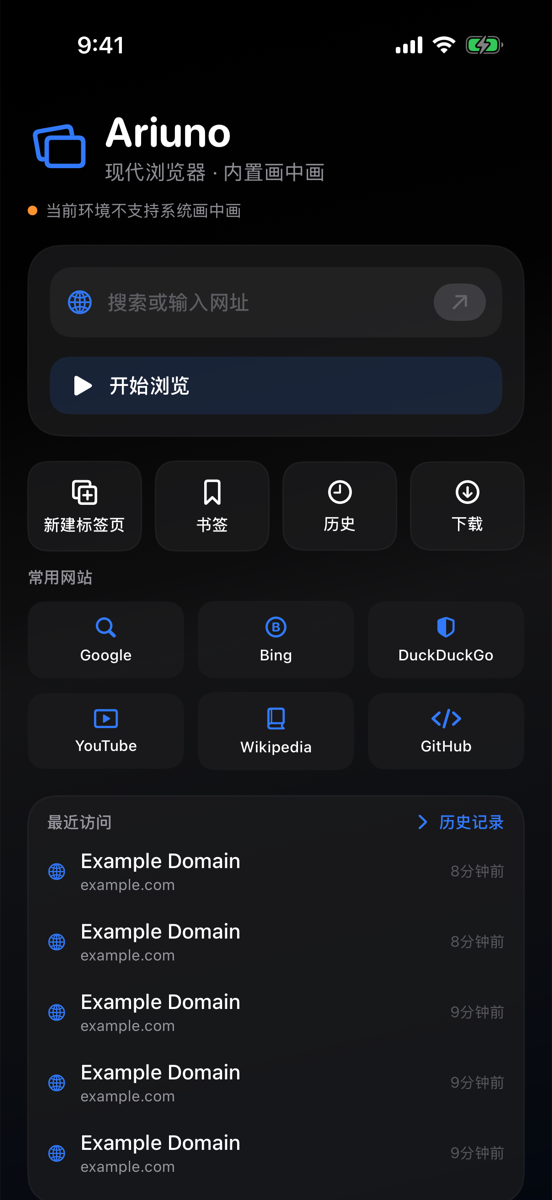 9:41
Ariuno
现代浏览器 · 内置画中画
当前环境不支持系统画中画
搜索或输入网址
开始浏览
新建标签页 书签 历史 下载
常用网站
Google Bing DuckDuckGo
YouTube Wikipedia GitHub
最近访问 历史记录
Example Domain
example.com 8分钟前
Example Domain
example.com 8分钟前
Example Domain
example.com 9分钟前
Example Domain
example.com 9分钟前
Example Domain
example.com 9分钟前